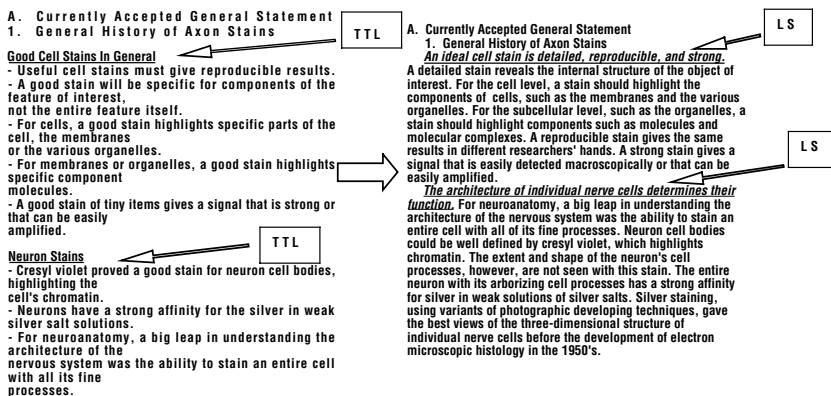 A. Currently Accepted General Statement
1. General History of Axon Stains
TTL
Good Cell Stains In General
- Useful cell stains must give reproducible results.
- A good stain will be specific for components of the
feature of interest,
not the entire feature itself.
- For cells, a good stain highlights specific parts of the
cell, the membranes
or the various organelles.
- For membranes or organelles, a good stain highlights
specific component
molecules.
- A good stain of tiny items gives a signal that is strong or
that can be easily
amplified.
TTL
Neuron Stains
- Cresyl violet proved a good stain for neuron cell bodies,
highlighting the
cell's chromatin.
- Neurons have a strong affinity for the silver in weak
silver salt solutions.
- For neuroanatomy, a big leap in understanding the
architecture of the
nervous system was the ability to stain an entire cell
with all its fine
processes.
LS
A. Currently Accepted General Statement
1. General History of Axon Stains
An ideal cell stain is detailed, reproducible, and strong.
A detailed stain reveals the internal structure of the object of
interest. For the cell level, a stain should highlight the
components of cells, such as the membranes and the various
organelles. For the subcellular level, such as the organelles, a
stain should highlight components such as molecules and
molecular complexes. A reproducible stain gives the same
results in different researchers' hands. A strong stain gives a
signal that is easily detected macroscopically or that can be
easily amplified.
LS
The architecture of individual nerve cells determines their
function. For neuroanatomy, a big leap in understanding the
architecture of the nervous system was the ability to stain an
entire cell with all of its fine processes. Neuron cell bodies
could be well defined by cresyl violet, which highlights
chromatin. The extent and shape of the neuron's cell
processes, however, are not seen with this stain. The entire
neuron with its arborizing cell processes has a strong affinity
for silver in weak solutions of silver salts. Silver staining,
using variants of photographic developing techniques, gave
the best views of the three-dimensional structure of
individual nerve cells before the development of electron
microscopic histology in the 1950's.